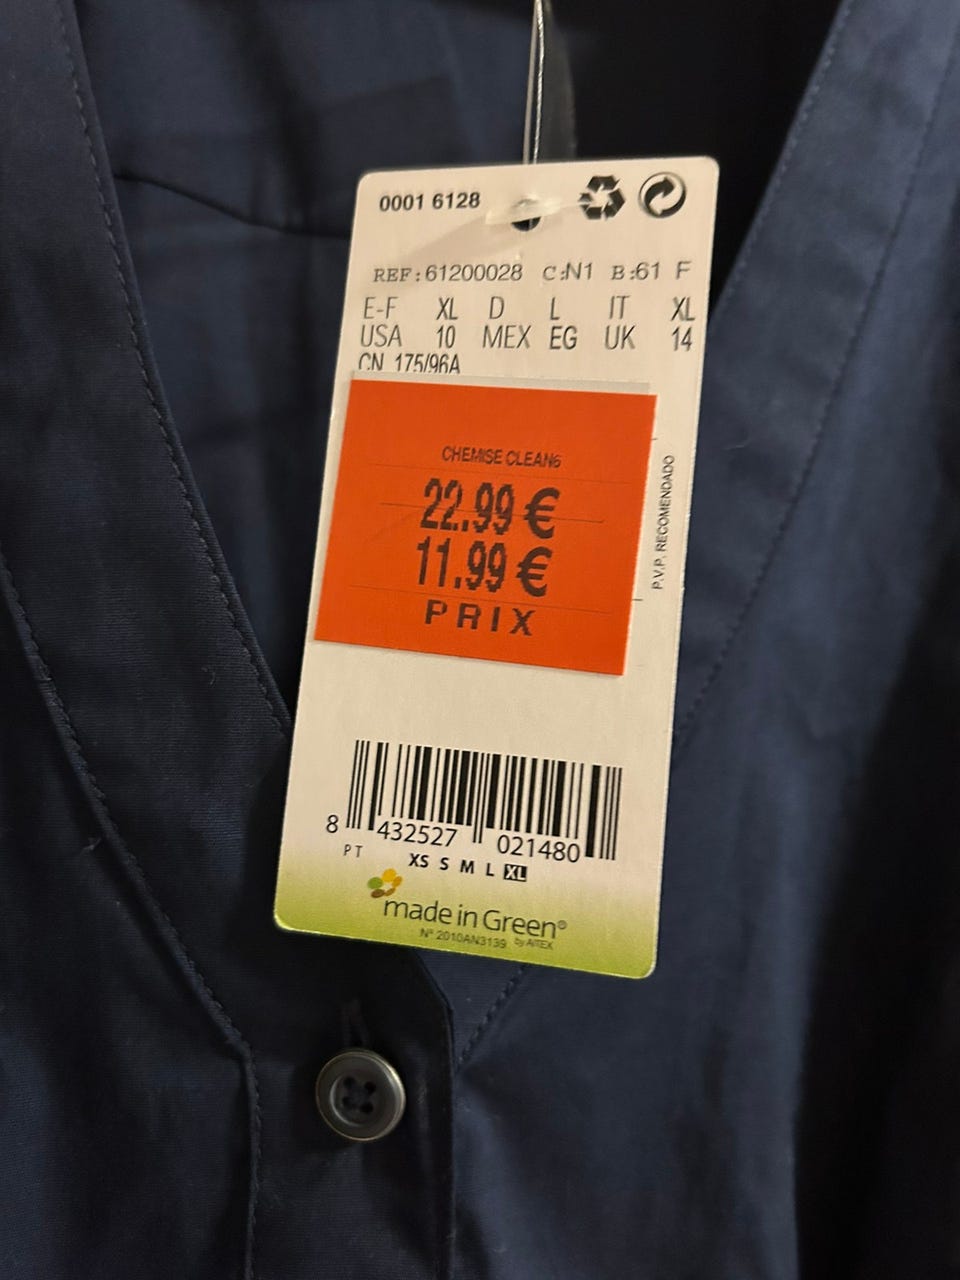 0001 6128
REF:61200028 C:N1 B:61 F
E-F XL D L IT XL
USA 10 MEX EG UK 14
CN 175/96A
CHEMISE CLEAN6
22.99 €
11.99 €
PRIX
P.V.P. RECOMENDADO
8 432527 021480
PT XS S M L XL
made in Green®
Nº 2010AN3139 by AITEX